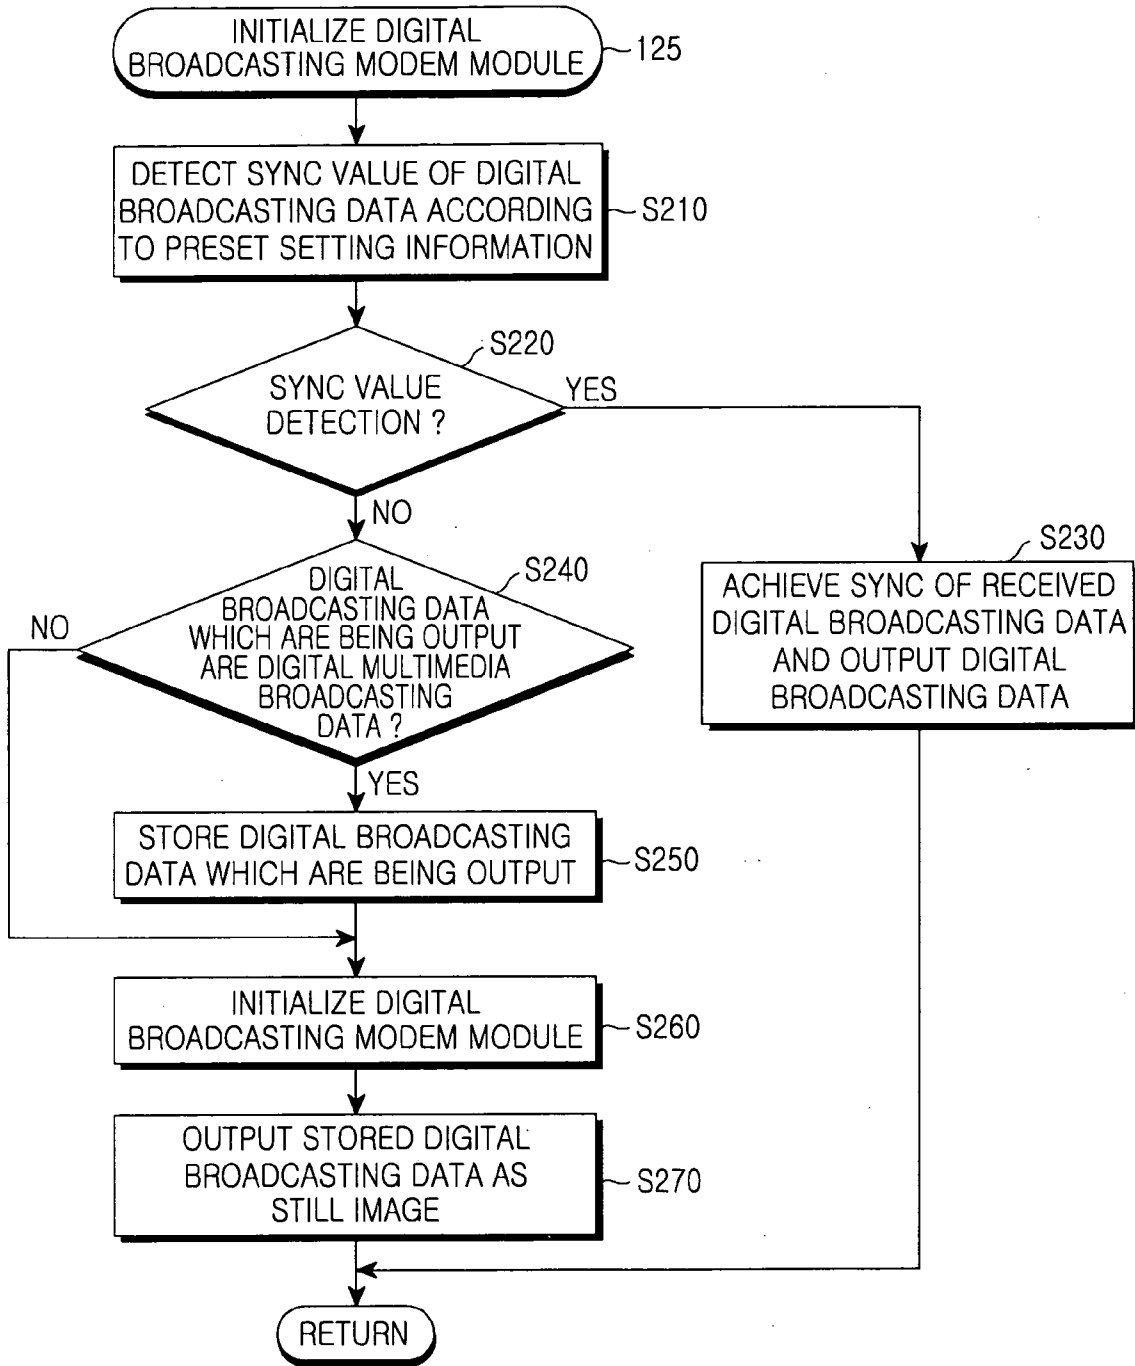 INITIALIZE DIGITAL
BROADCASTING MODEM MODULE
125
DETECT SYNC VALUE OF DIGITAL
BROADCASTING DATA ACCORDING
TO PRESET SETTING INFORMATION
S210
S220
SYNC VALUE
DETECTION ?
YES
NO
S230
ACHIEVE SYNC OF RECEIVED
DIGITAL BROADCASTING DATA
AND OUTPUT DIGITAL
BROADCASTING DATA
S240
DIGITAL
BROADCASTING DATA
WHICH ARE BEING OUTPUT
ARE DIGITAL MULTIMEDIA
BROADCASTING
DATA ?
NO
YES
STORE DIGITAL BROADCASTING
DATA WHICH ARE BEING OUTPUT
S250
INITIALIZE DIGITAL
BROADCASTING MODEM MODULE
S260
OUTPUT STORED DIGITAL
BROADCASTING DATA AS
STILL IMAGE
S270
RETURN